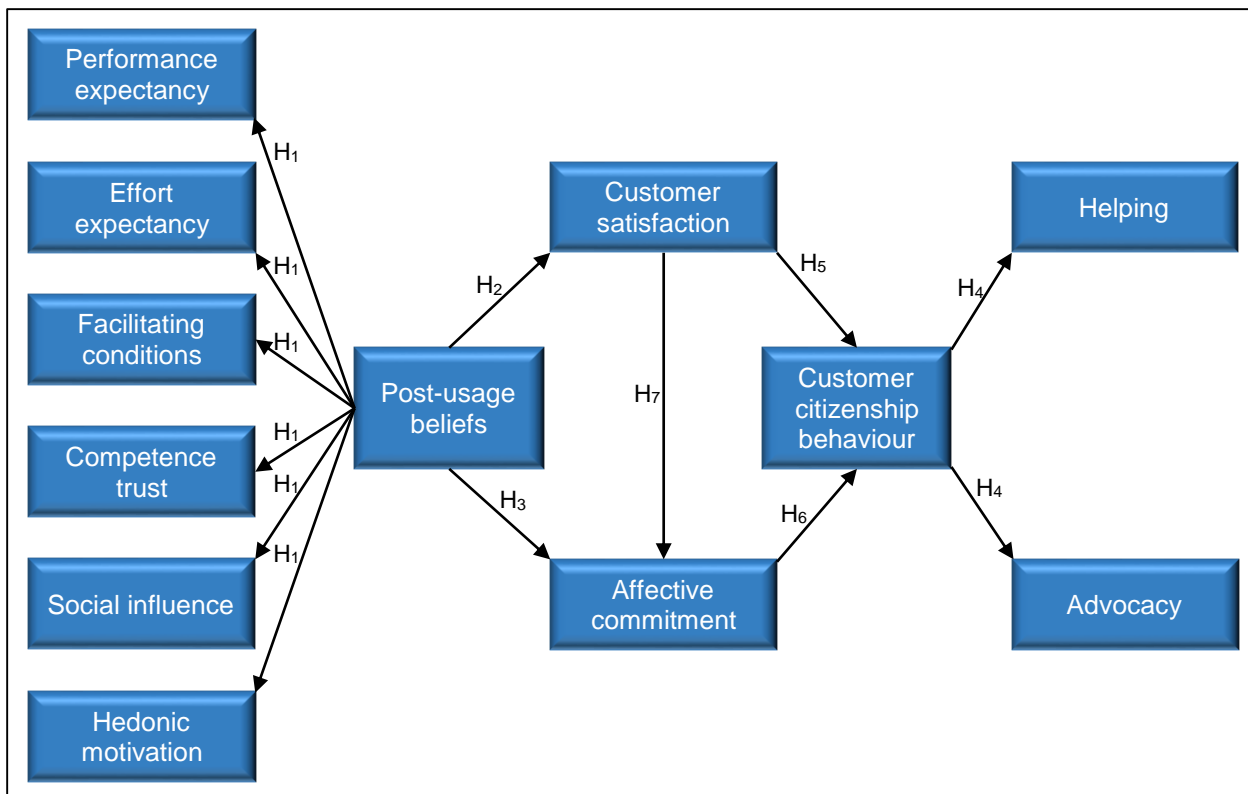 Performance
expectancy
H₁
Effort
expectancy
H₁
Facilitating
conditions
H₁
Competence
trust
H₁
Social influence
H₁
Hedonic
motivation
H₁
Post-usage
beliefs
H₂
H₃
Customer
satisfaction
H₇
Affective
commitment
H₅
H₆
Customer
citizenship
behaviour
H₄
H₄
Helping
Advocacy